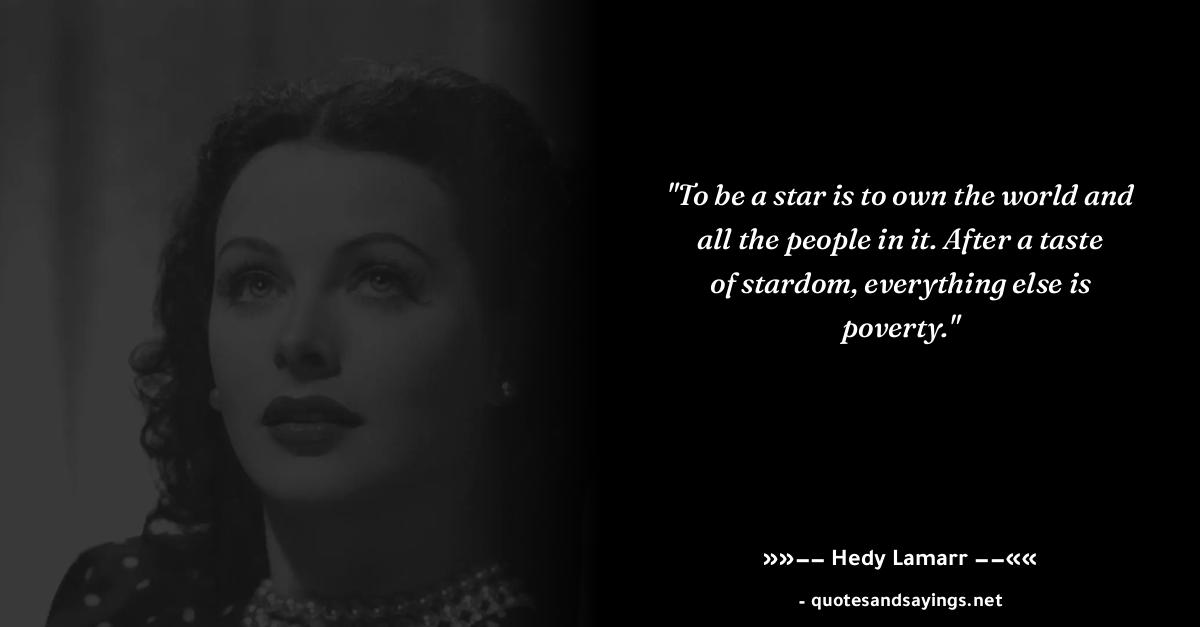 "To be a star is to own the world and
all the people in it. After a taste
of stardom, everything else is
poverty."
»»−− Hedy Lamarr −−««
- quotesandsayings.net